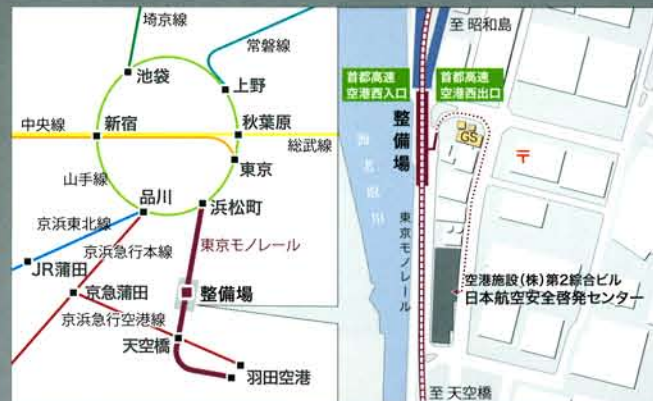 埼京線
常磐線
池袋
上野
中央線
新宿
秋葉原
総武線
東京
山手線
品川
浜松町
京浜東北線
京浜急行本線
東京モノレール
JR蒲田
京急蒲田
整備場
京浜急行空港線
天空橋
羽田空港
至 昭和島
首都高速
空港西入口
首都高速
空港西出口
整備場
GS
〒
海老取川
東京モノレール
空港施設(株)第2綜合ビル
日本航空安全啓発センター
至 天空橋